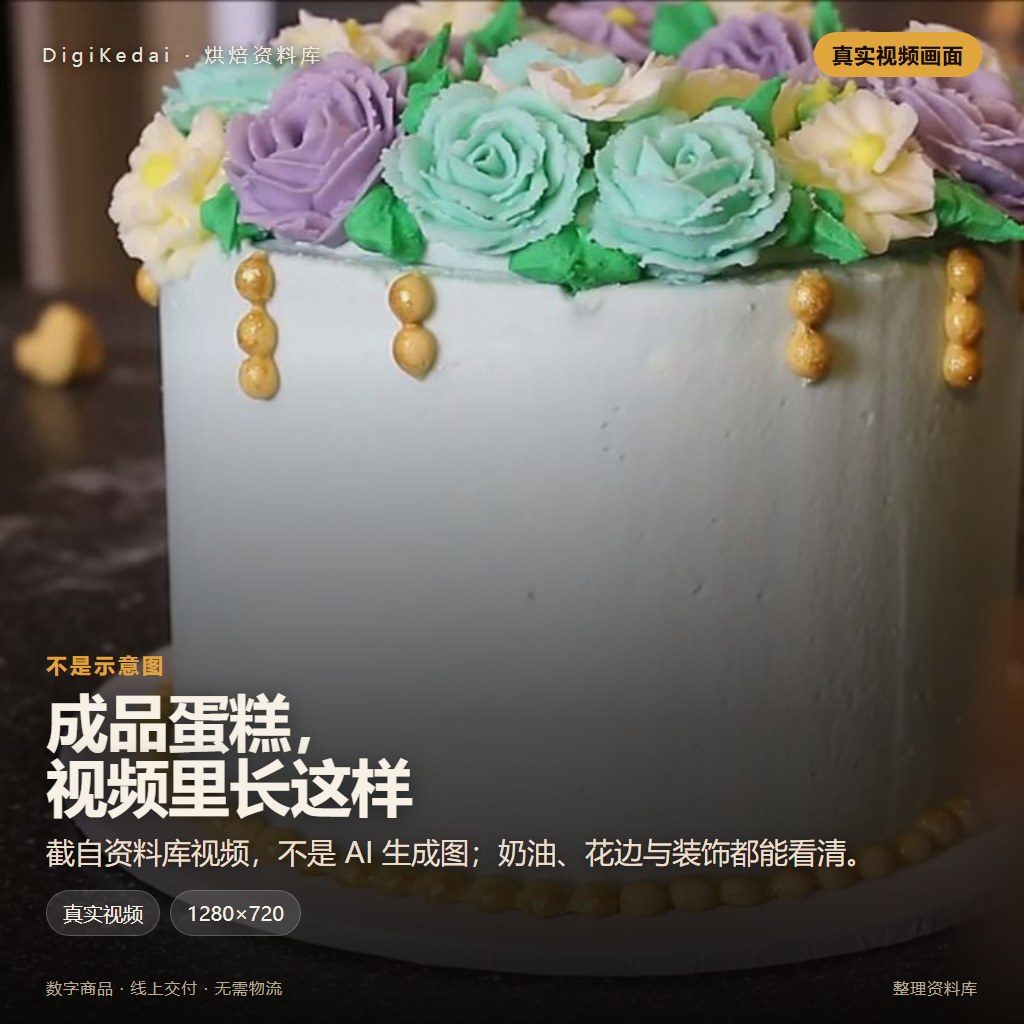 DigiKedai · 烘焙资料库
真实视频画面
不是示意图
成品蛋糕，
视频里长这样
截自资料库视频，不是 AI 生成图；奶油、花边与装饰都能看清。
真实视频
1280×720
数字商品 · 线上交付 · 无需物流
整理资料库